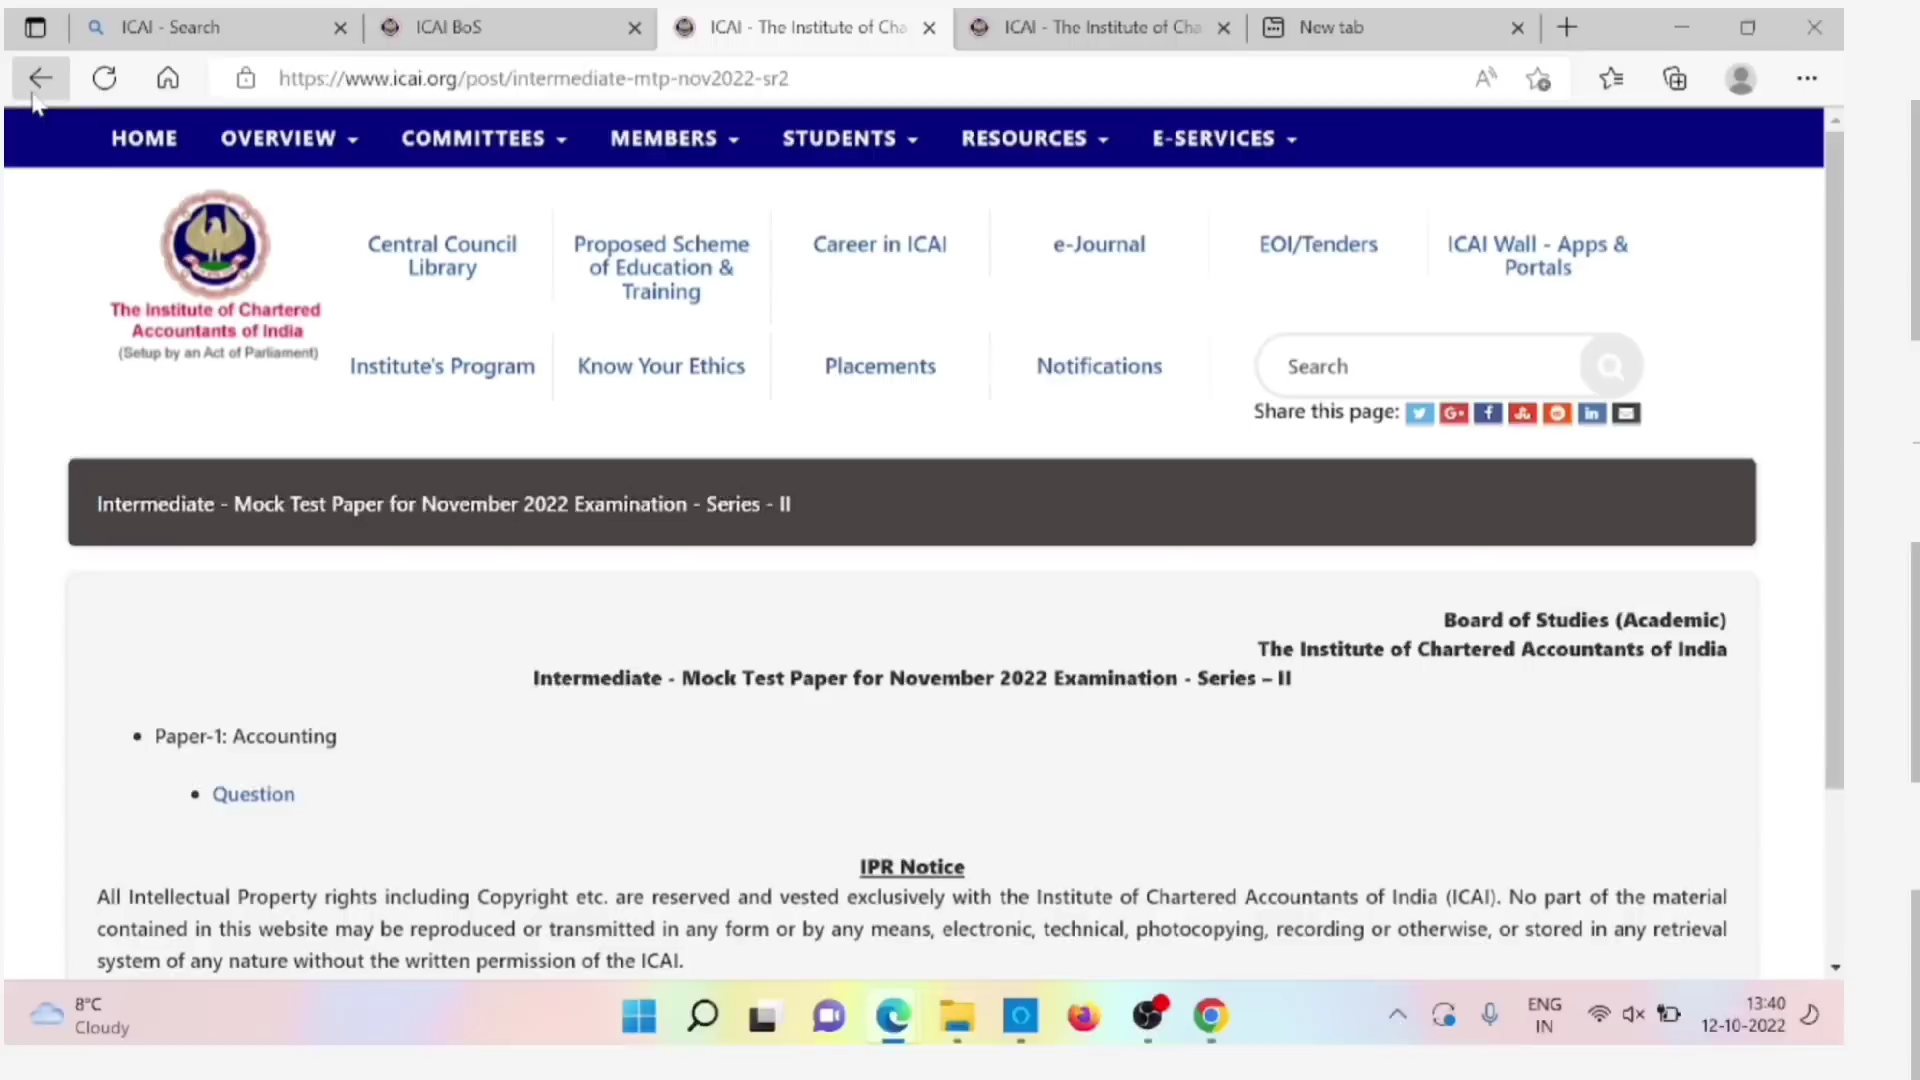 ICAI - Search
ICAI BoS
ICAI - The Institute of Cha
ICAI - The Institute of Cha
New tab
https://www.icai.org/post/intermediate-mtp-nov2022-sr2
HOME OVERVIEW COMMITTEES MEMBERS STUDENTS RESOURCES E-SERVICES
The Institute of Chartered
Accountants of India
(Setup by an Act of Parliament)
Central Council
Library
Proposed Scheme
of Education &
Training
Career in ICAI
e-Journal
EOI/Tenders
ICAI Wall - Apps &
Portals
Institute's Program
Know Your Ethics
Placements
Notifications
Search
Share this page:
Intermediate - Mock Test Paper for November 2022 Examination - Series - II
Board of Studies (Academic)
The Institute of Chartered Accountants of India
Intermediate - Mock Test Paper for November 2022 Examination - Series – II
• Paper-1: Accounting
• Question
IPR Notice
All Intellectual Property rights including Copyright etc. are reserved and vested exclusively with the Institute of Chartered Accountants of India (ICAI). No part of the material
contained in this website may be reproduced or transmitted in any form or by any means, electronic, technical, photocopying, recording or otherwise, or stored in any retrieval
system of any nature without the written permission of the ICAI.
8°C
Cloudy
ENG
IN
13:40
12-10-2022